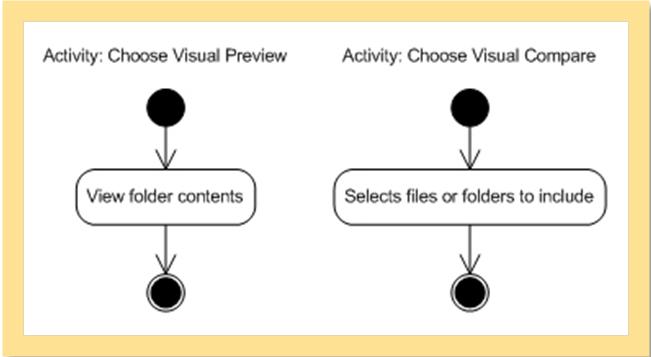 Activity: Choose Visual Preview
Activity: Choose Visual Compare
View folder contents
Selects files or folders to include